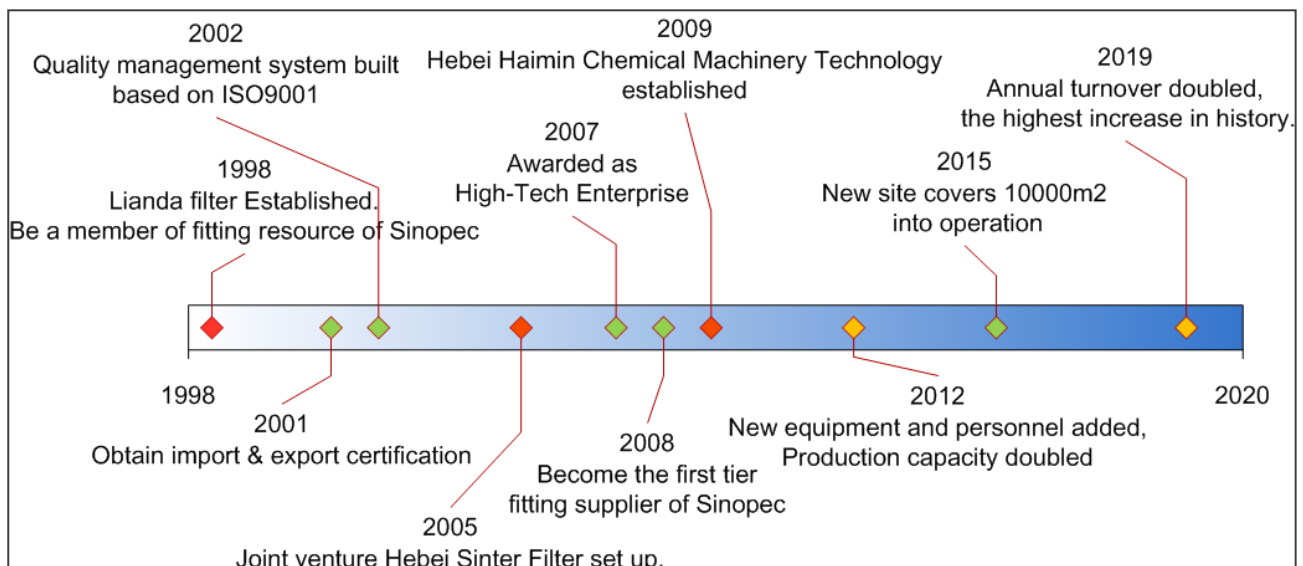 2002
Quality management system built
based on ISO9001
2009
Hebei Haimin Chemical Machinery Technology
established
2019
Annual turnover doubled,
the highest increase in history.
1998
Lianda filter Established.
Be a member of fitting resource of Sinopec
2007
Awarded as
High-Tech Enterprise
2015
New site covers 10000m2
into operation
1998
2020
2001
Obtain import & export certification
2005
Joint venture Hebei Sinter Filter set up.
2008
Become the first tier
fitting supplier of Sinopec
2012
New equipment and personnel added,
Production capacity doubled